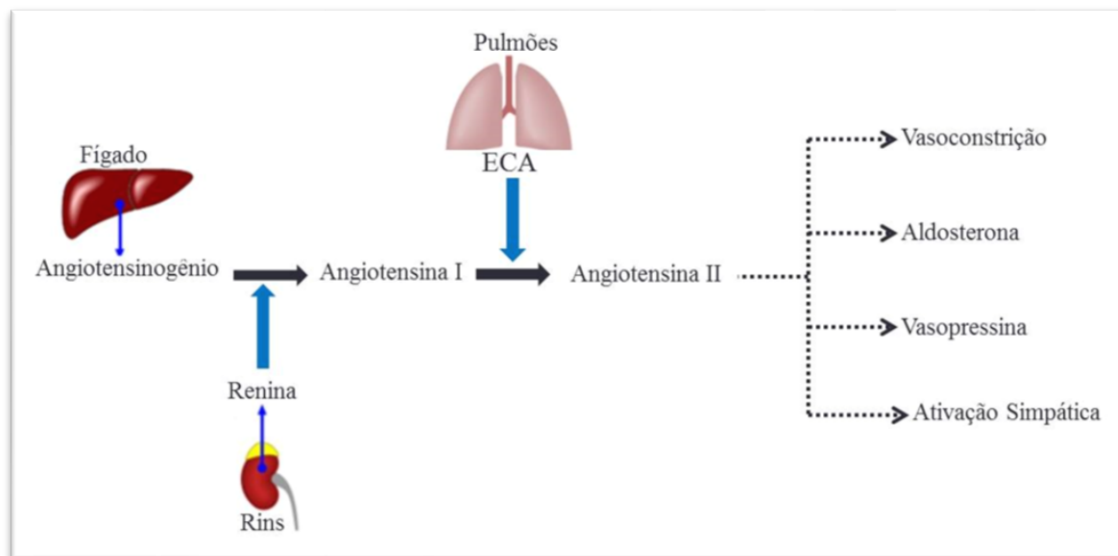 Pulmões
ECA
Fígado
Angiotensinogênio
Angiotensina I
Angiotensina II
Renina
Rins
Vasoconstrição
Aldosterona
Vasopressina
Ativação Simpática